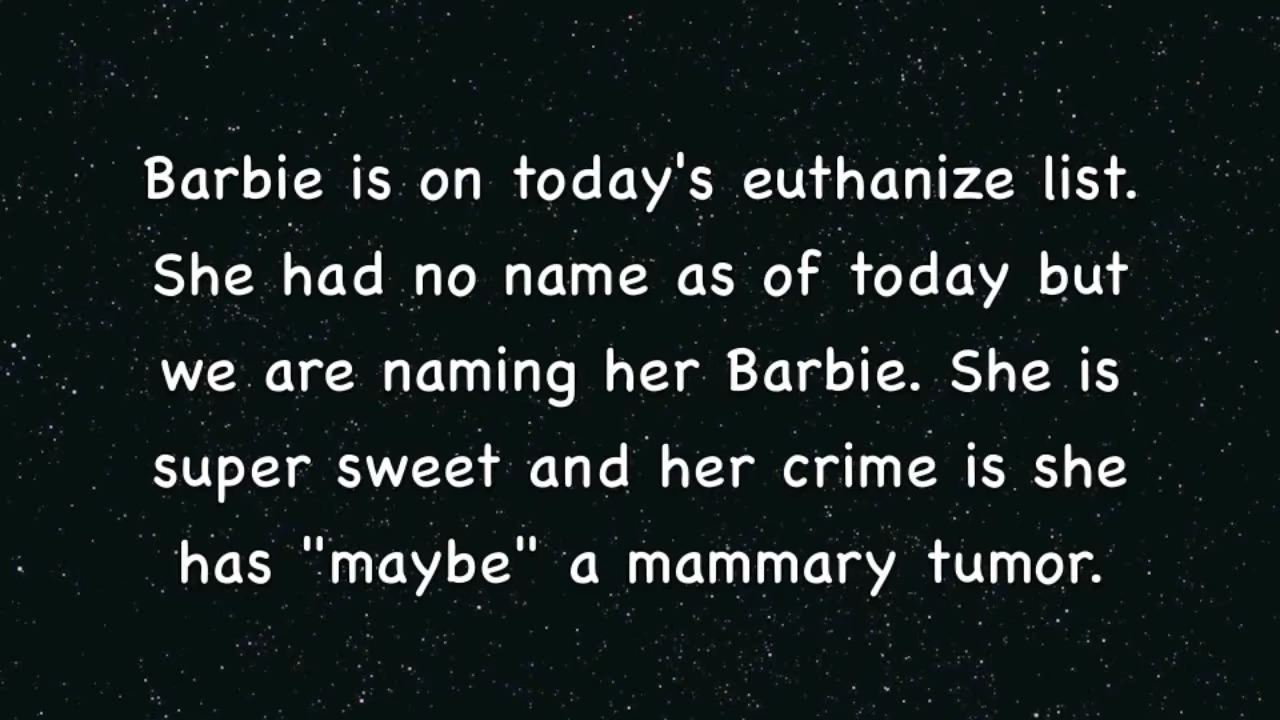 Barbie is on today's euthanize list.
She had no name as of today but
we are naming her Barbie. She is
super sweet and her crime is she
has "maybe" a mammary tumor.